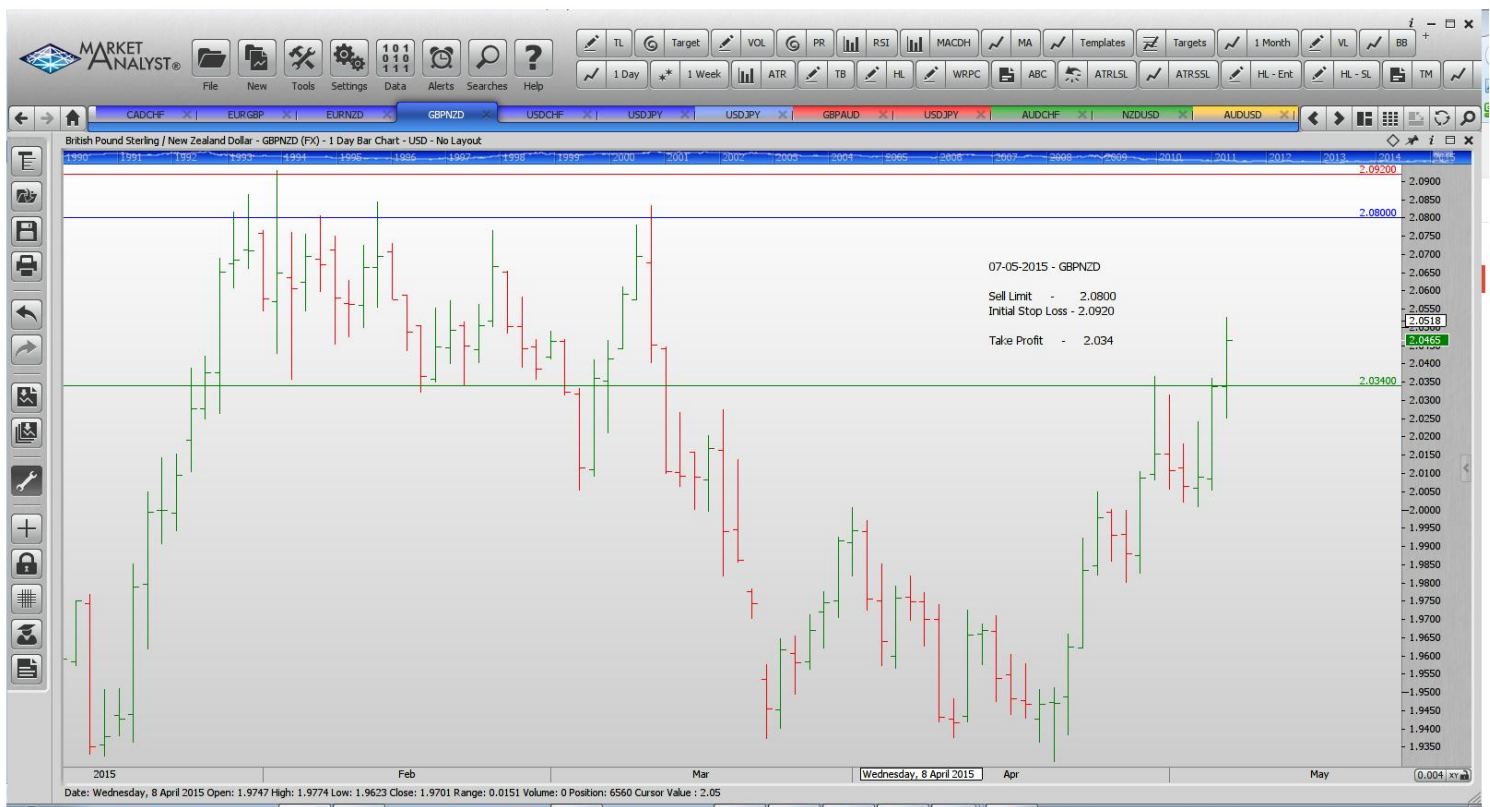 i
MARKET ANALYST®
File New Tools Settings Data Alerts Searches Help
TL Target VOL PR RSI MACDH MA Templates Targets 1 Month VL BB
1 Day 1 Week ATR TB HL WRPC ABC ATRLSL ATRSSL HL - Ent HL - SL TM
CADCHF EURGBP EURNZD GBPNZD USDCHF USDJPY USDJPY GBPAUD USDJPY AUDCHF NZDUSD AUDUSD
British Pound Sterling / New Zealand Dollar - GBPNZD (FX) - 1 Day Bar Chart - USD - No Layout
1990 1991 1992 1993 1994 1995 1996 1997 1998 1999 2000 2001 2002 2003 2004 2005 2006 2007 2008 2009 2010 2011 2012 2013 2014 2015
2.09200
2.0900
2.0850
2.08000
2.0800
2.0750
2.0700
07-05-2015 - GBPNZD
2.0650
2.0600
Sell Limit - 2.0800
Initial Stop Loss - 2.0920
2.0550
2.0518
Take Profit - 2.034
2.0465
2.0400
2.03400
2.0350
2.0300
2.0250
2.0200
2.0150
2.0100
2.0050
2.0000
1.9950
1.9900
1.9850
1.9800
1.9750
1.9700
1.9650
1.9600
1.9550
1.9500
1.9450
1.9400
1.9350
2015 Feb Mar Wednesday, 8 April 2015 Apr May 0.004 XY
Date: Wednesday, 8 April 2015 Open: 1.9747 High: 1.9774 Low: 1.9623 Close: 1.9701 Range: 0.0151 Volume: 0 Position: 6560 Cursor Value : 2.05